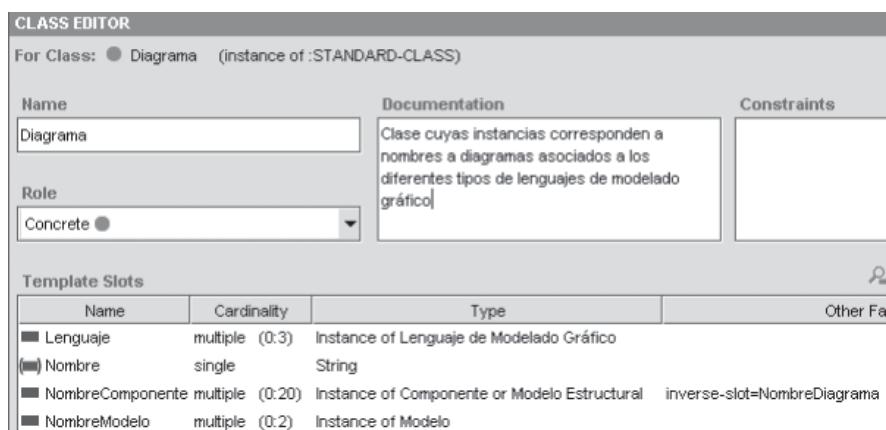 CLASS EDITOR
For Class: Diagrama (instance of :STANDARD-CLASS)
Name
Documentation
Constraints
Diagrama
Clase cuyas instancias corresponden a
nombres a diagramas asociados a los
diferentes tipos de lenguajes de modelado
gráfico
Role
Concrete
Template Slots
Name Cardinality Type Other Fa
Lenguaje multiple (0:3) Instance of Lenguaje de Modelado Gráfico
Nombre single String
NombreComponente multiple (0:20) Instance of Componente or Modelo Estructural inverse-slot=NombreDiagrama
NombreModelo multiple (0:2) Instance of Modelo